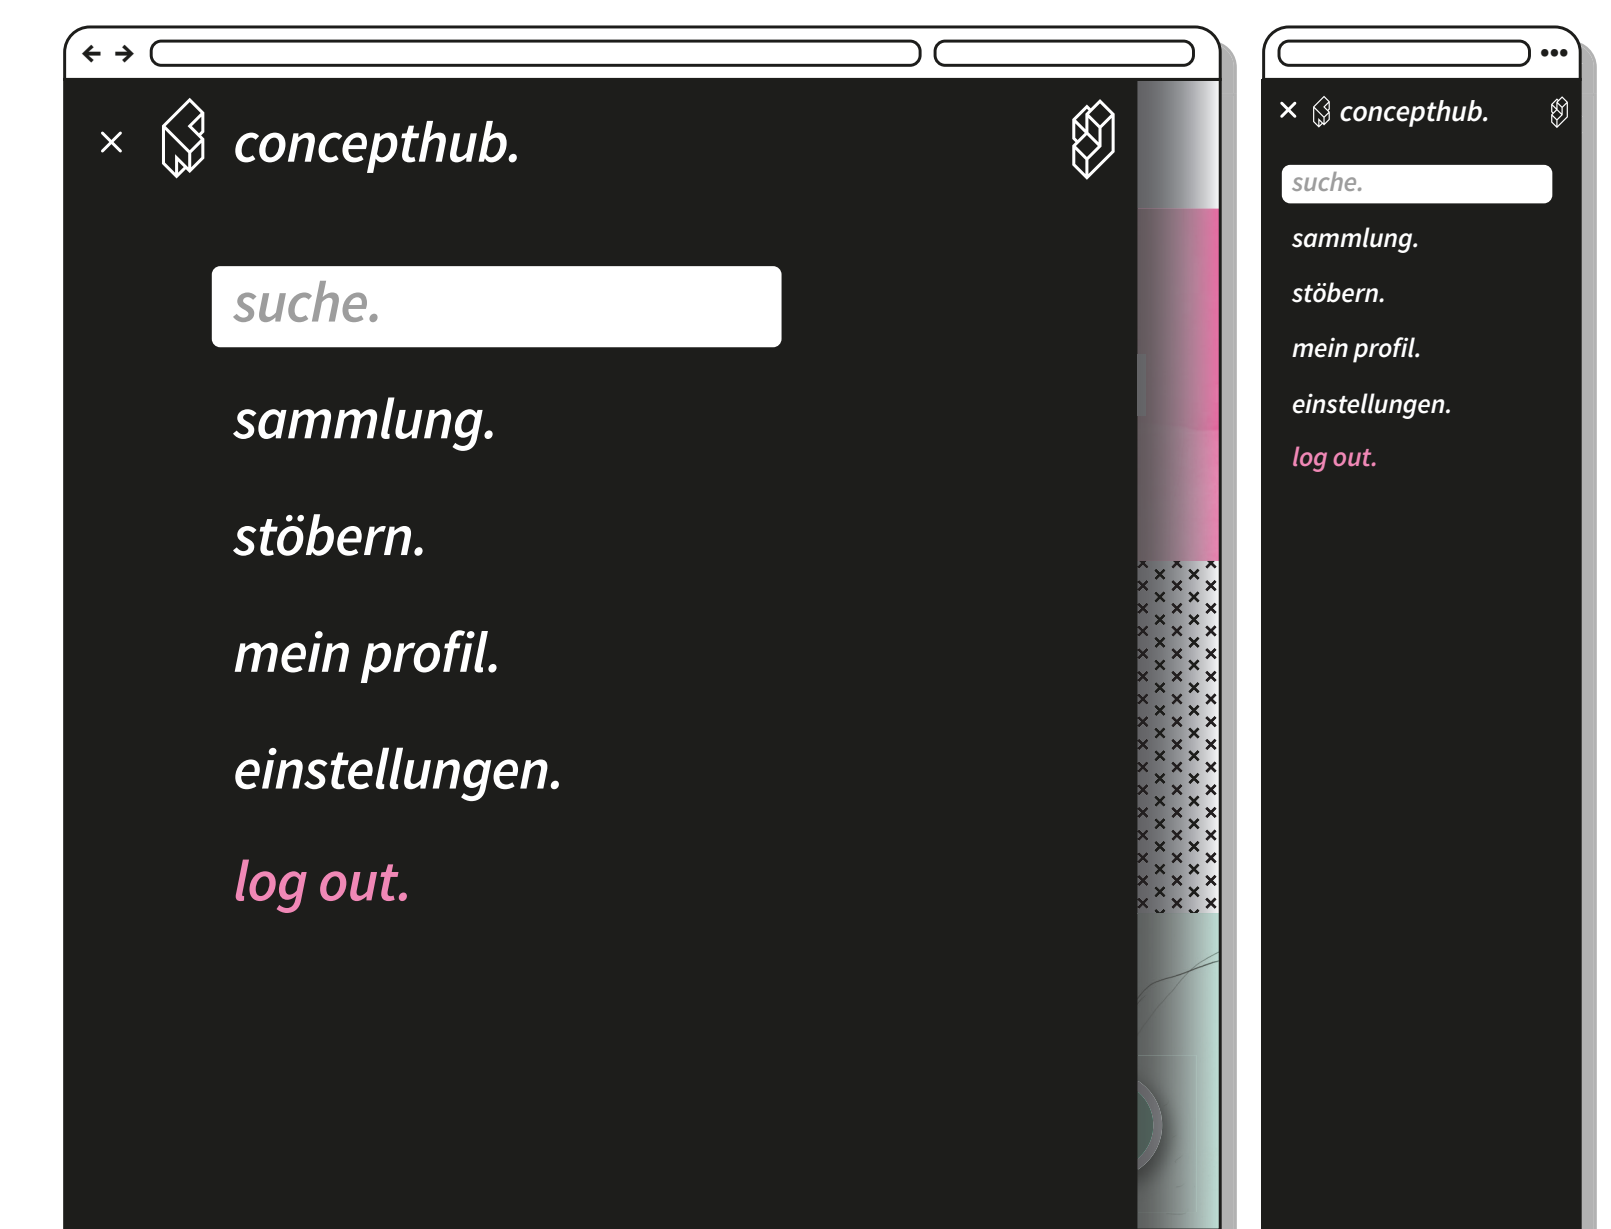 concepthub.
suche.
sammlung.
stöbern.
mein profil.
einstellungen.
log out.
concepthub.
suche.
sammlung.
stöbern.
mein profil.
einstellungen.
log out.